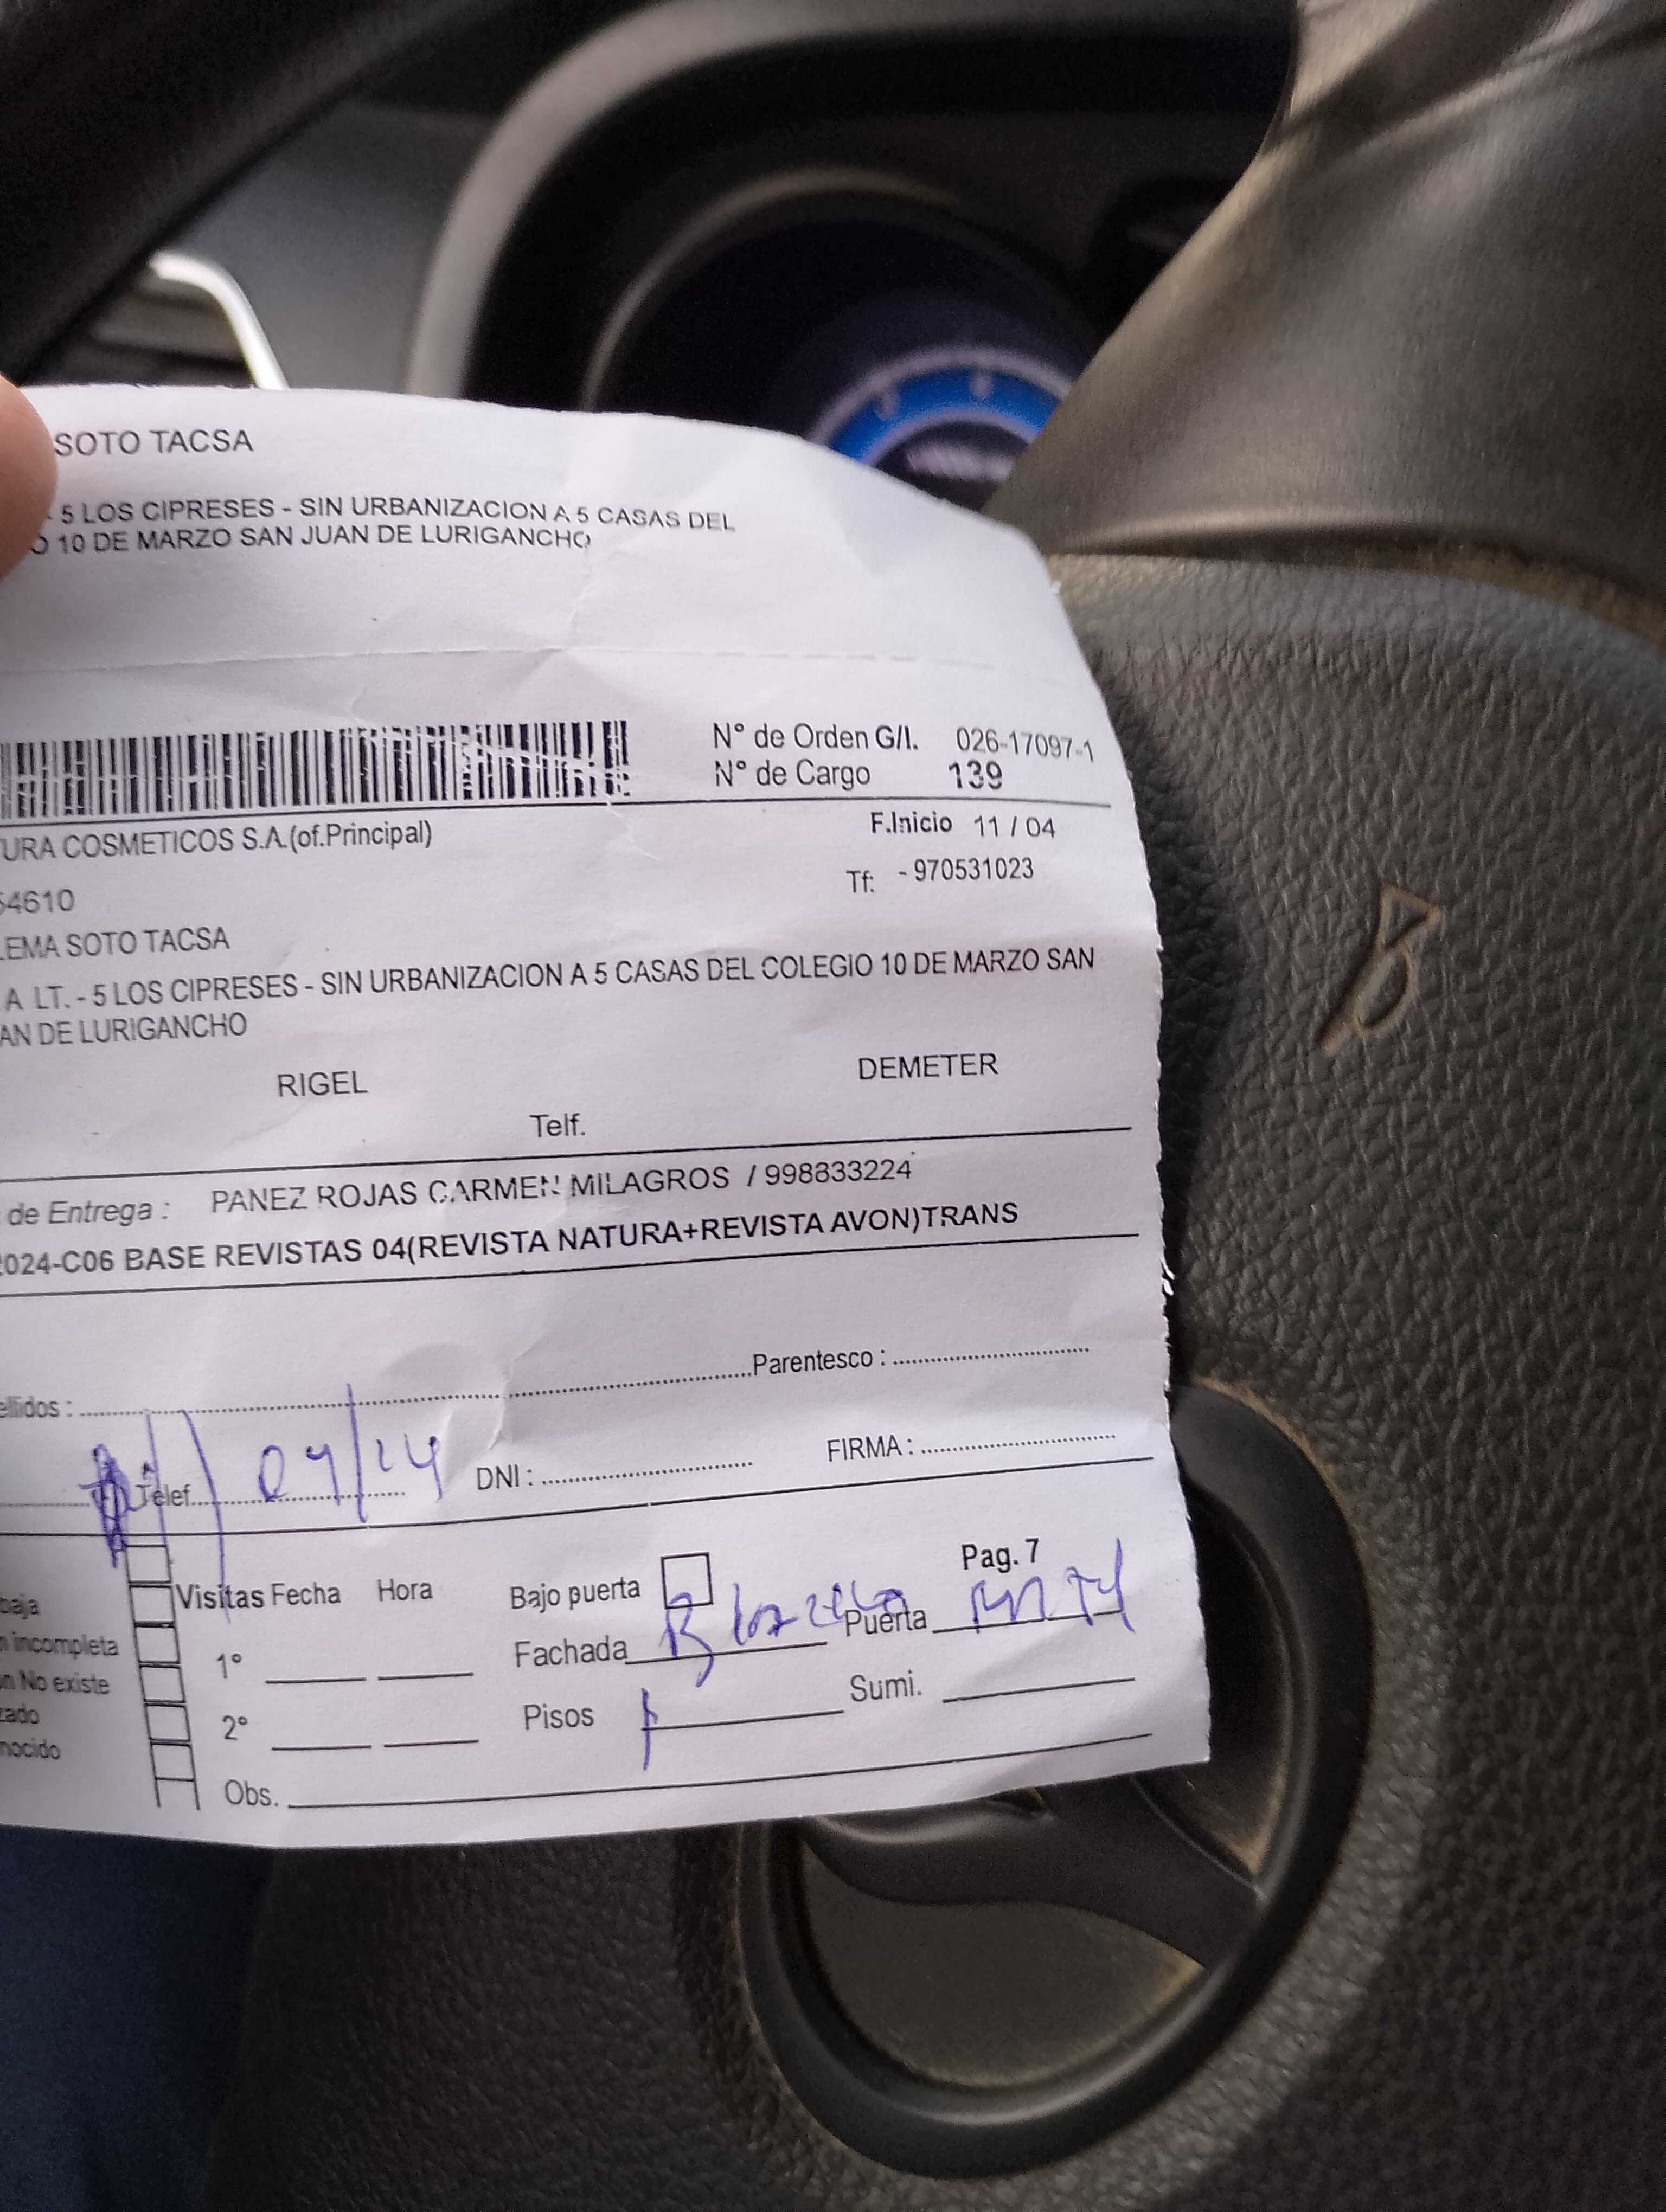 SOTO TACSA
- 5 LOS CIPRESES - SIN URBANIZACION A 5 CASAS DEL
O 10 DE MARZO SAN JUAN DE LURIGANCHO
N° de Orden G/I. 026-17097-1
N° de Cargo 139
URA COSMETICOS S.A.(of.Principal)
F.Inicio 11 / 04
Tf: - 970531023
54610
LEMA SOTO TACSA
A LT. - 5 LOS CIPRESES - SIN URBANIZACION A 5 CASAS DEL COLEGIO 10 DE MARZO SAN
AN DE LURIGANCHO
RIGEL DEMETER
Telf.
de Entrega : PANEZ ROJAS CARMEN MILAGROS / 998833224
2024-C06 BASE REVISTAS 04(REVISTA NATURA+REVISTA AVON)TRANS
ellidos : Parentesco :
Telef. 04/24 DNI : FIRMA :
Pag. 7
baja Visitas Fecha Hora Bajo puerta
n incompleta 1° Fachada Puerta
n No existe
zado 2° Pisos 1 Sumi.
nocido
Obs.